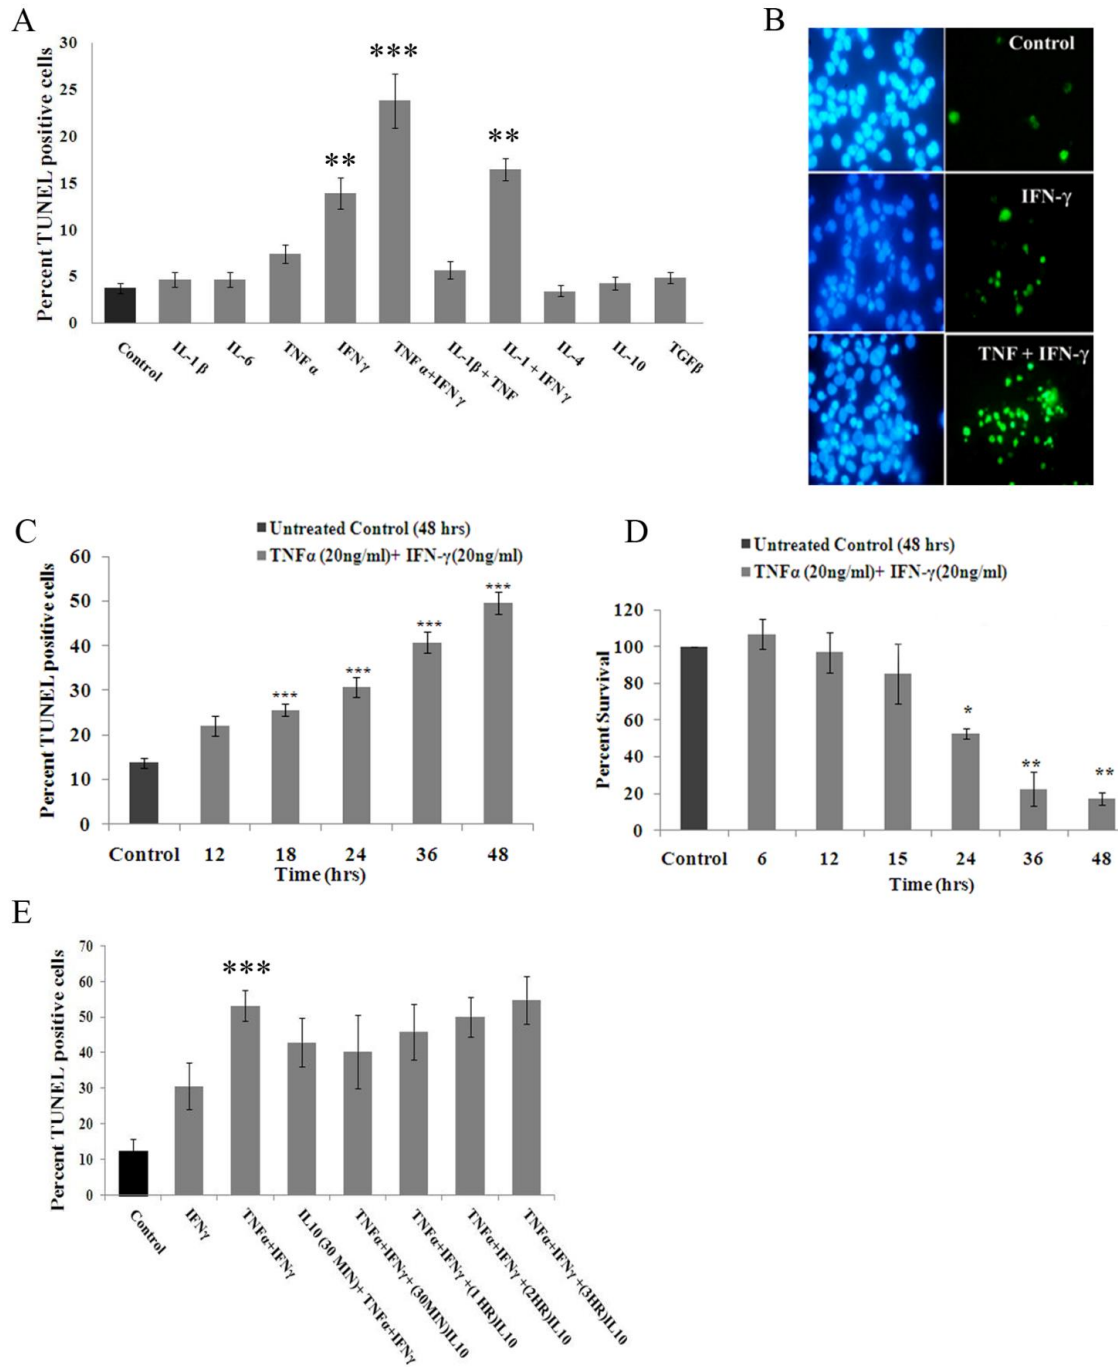 A
Percent TUNEL positive cells
30
25
20
15
10
5
0
***
**
**
Control
IL-1β
IL-6
TNFα
IFNγ
TNFα+IFNγ
IL-1β + TNF
IL-1 + IFNγ
IL-4
IL-10
TGFβ
B
Control
IFN-γ
TNF + IFN-γ
C
Untreated Control (48 hrs)
TNFα (20ng/ml)+ IFN-γ(20ng/ml)
Percent TUNEL positive cells
60
50
40
30
20
10
0
***
***
***
***
Control 12 18 24 36 48
Time (hrs)
D
Untreated Control (48 hrs)
TNFα (20ng/ml)+ IFN-γ(20ng/ml)
Percent Survival
120
100
80
60
40
20
0
*
**
**
Control 6 12 15 24 36 48
Time (hrs)
E
Percent TUNEL positive cells
70
60
50
40
30
20
10
0
***
Control
IFNγ
TNFα+IFNγ
IL10 (30 MIN)+ TNFα+IFNγ
TNFα+IFNγ+(30MIN)IL10
TNFα+IFNγ +(1 HR)IL10
TNFα+IFNγ +(2HR)IL10
TNFα+IFNγ +(3HR)IL10